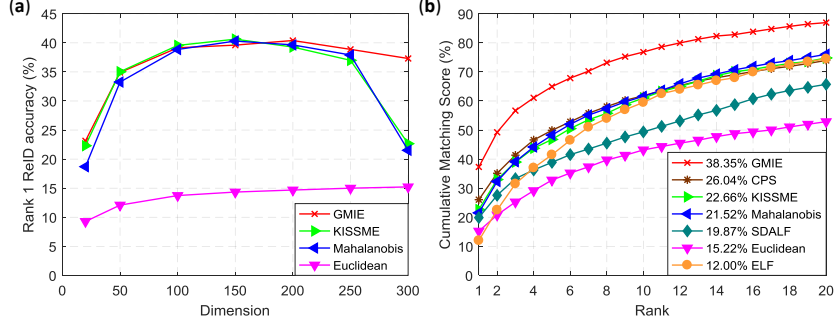 (a)
45
40
35
30
25
20
15
10
5
0
Rank 1 ReID accuracy (%)
0 50 100 150 200 250 300
Dimension
GMIE
KISSME
Mahalanobis
Euclidean
(b)
90
80
70
60
50
40
30
20
10
0
Cumulative Matching Score (%)
1 2 4 6 8 10 12 14 16 18 20
Rank
38.35% GMIE
26.04% CPS
22.66% KISSME
21.52% Mahalanobis
19.87% SDALF
15.22% Euclidean
12.00% ELF